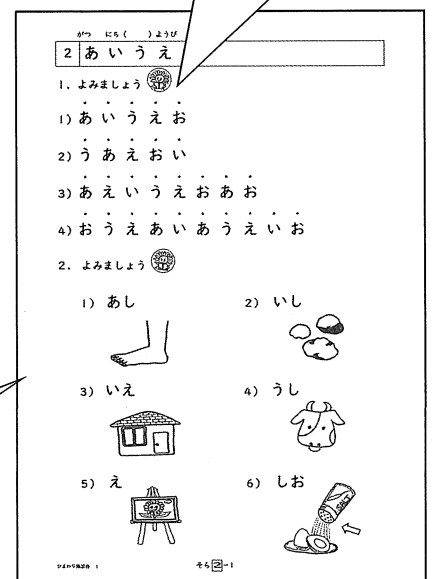 がつ にち ( ) ようび
2 あいうえ
1. よみましょう
1) あいうえお
2) うあえおい
3) あえいうえおあお
4) おうえあいあうえいお
2. よみましょう
1) あし
2) いし
3) いえ
4) うし
5) え
6) しお
SALT
そら2-1